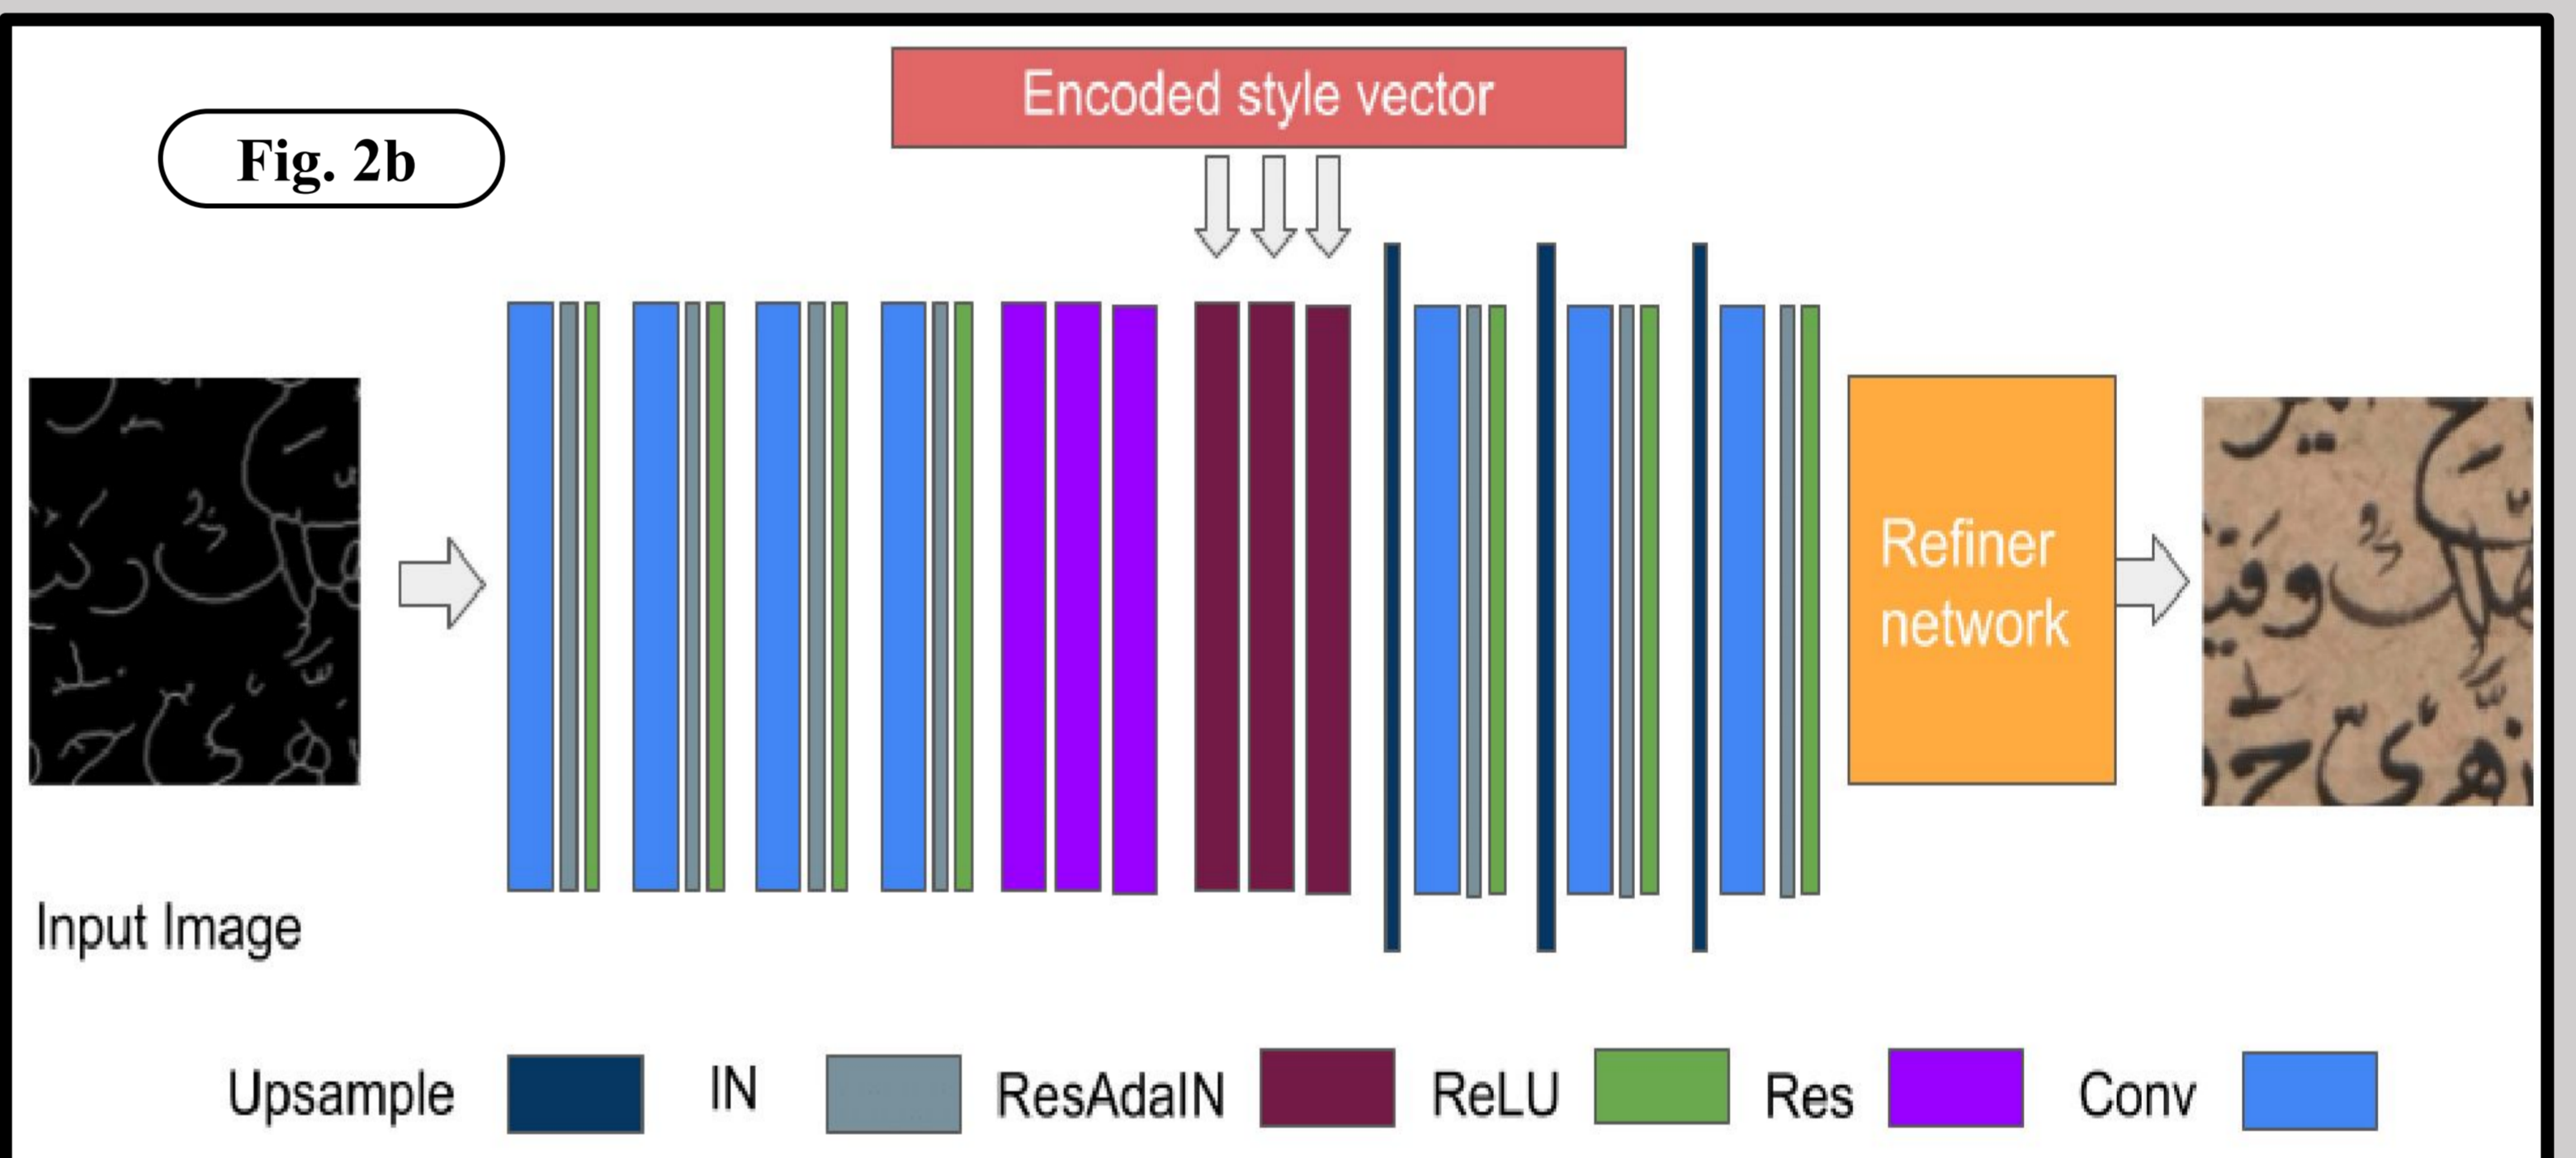 Fig. 2b
Encoded style vector
Refiner
network
Input Image
Upsample IN ResAdaIN ReLU Res Conv